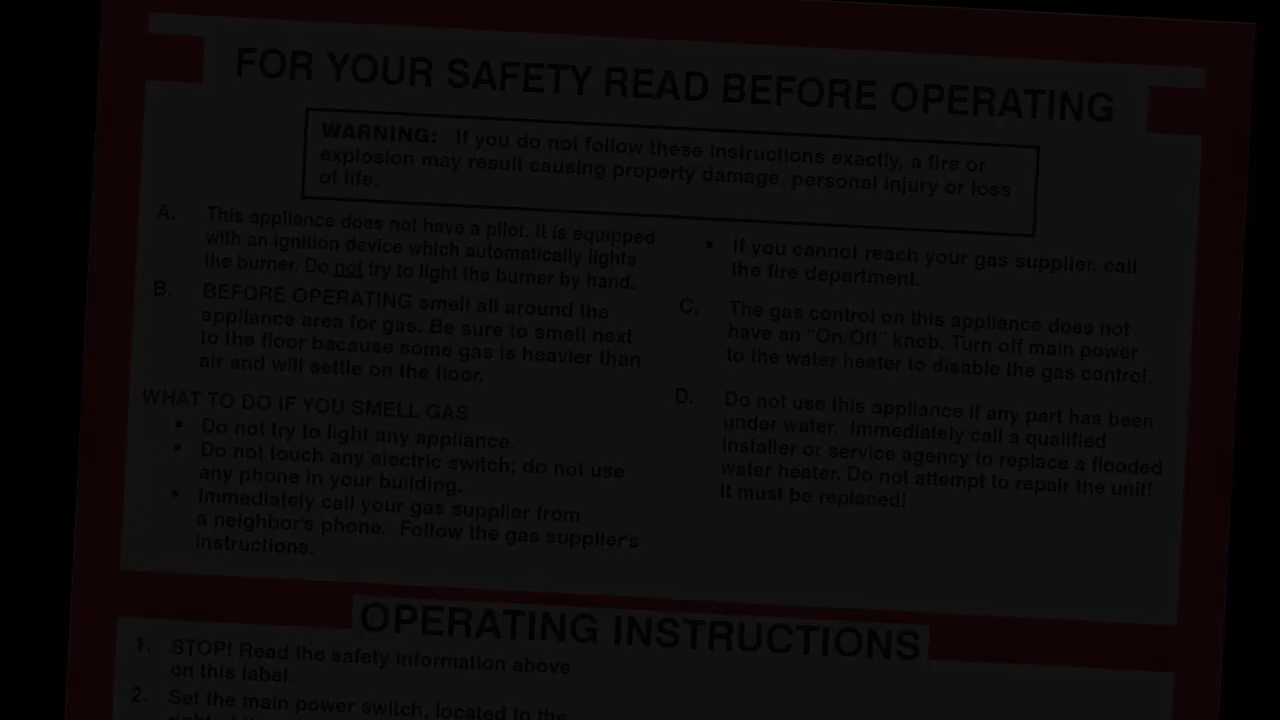 FOR YOUR SAFETY READ BEFORE OPERATING
WARNING: If you do not follow these instructions exactly, a fire or
explosion may result causing property damage, personal injury or loss
of life.
A. This appliance does not have a pilot. It is equipped
with an ignition device which automatically lights
the burner. Do not try to light the burner by hand.
B. BEFORE OPERATING smell all around the
appliance area for gas. Be sure to smell next
to the floor because some gas is heavier than
air and will settle on the floor.
WHAT TO DO IF YOU SMELL GAS
• Do not try to light any appliance.
• Do not touch any electric switch; do not use
any phone in your building.
• Immediately call your gas supplier from
a neighbor's phone. Follow the gas supplier's
instructions.
• If you cannot reach your gas supplier, call
the fire department.
C. The gas control on this appliance does not
have an "On/Off" knob. Turn off main power
to the water heater to disable the gas control.
D. Do not use this appliance if any part has been
under water. Immediately call a qualified
installer or service agency to replace a flooded
water heater. Do not attempt to repair the unit!
It must be replaced!
OPERATING INSTRUCTIONS
1. STOP! Read the safety information above
on this label.
2. Set the main power switch, located to the
right of the